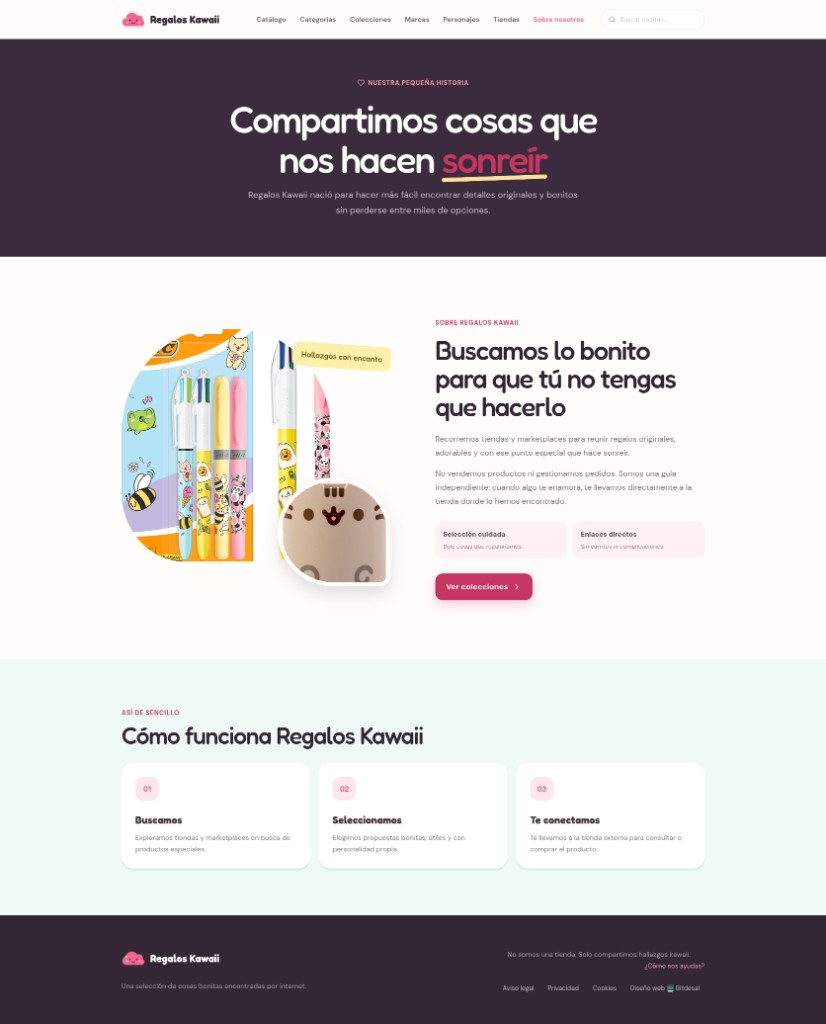 Regalos Kawaii
Catálogo
Categorías
Colecciones
Marcas
Personajes
Tiendas
Sobre nosotros
Buscar cositas...
NUESTRA PEQUEÑA HISTORIA
Compartimos cosas que
nos hacen sonreír
Regalos Kawaii nació para hacer más fácil encontrar detalles originales y bonitos
sin perderse entre miles de opciones.
Hallazgos con encanto
SOBRE REGALOS KAWAII
Buscamos lo bonito
para que tú no tengas
que hacerlo
Recorremos tiendas y marketplaces para reunir regalos originales,
adorables y con ese punto especial que hace sonreír.
No vendemos productos ni gestionamos pedidos. Somos una guía
independiente: cuando algo te enamora, te llevamos directamente a la
tienda donde lo hemos encontrado.
Selección cuidada
Solo cosas que regalaríamos.
Enlaces directos
Sin carritos ni complicaciones.
Ver colecciones
ASÍ DE SENCILLO
Cómo funciona Regalos Kawaii
01
Buscamos
Exploramos tiendas y marketplaces en busca de
productos especiales.
02
Seleccionamos
Elegimos propuestas bonitas, útiles y con
personalidad propia.
03
Te conectamos
Te llevamos a la tienda externa para consultar o
comprar el producto.
Regalos Kawaii
Una selección de cosas bonitas encontradas por internet.
No somos una tienda. Solo compartimos hallazgos kawaii.
¿Cómo nos ayudas?
Aviso legal
Privacidad
Cookies
Diseño web Bitdesal